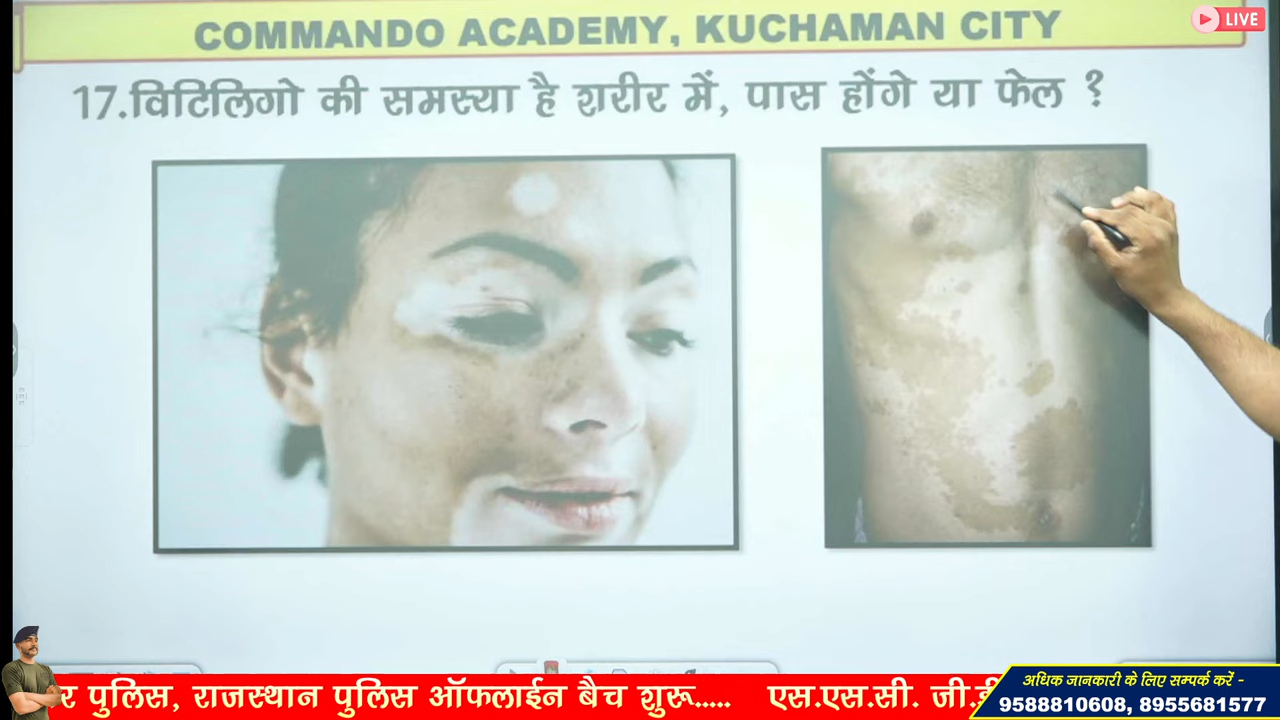 COMMANDO ACADEMY, KUCHAMAN CITY
LIVE
17.विटिलिगो की समस्या है शरीर में, पास होंगे या फेल ?
र पुलिस, राजस्थान पुलिस ऑफलाईन बैच शुरू..... एस.एस.सी. जी.डी
अधिक जानकारी के लिए सम्पर्क करें -
9588810608, 8955681577